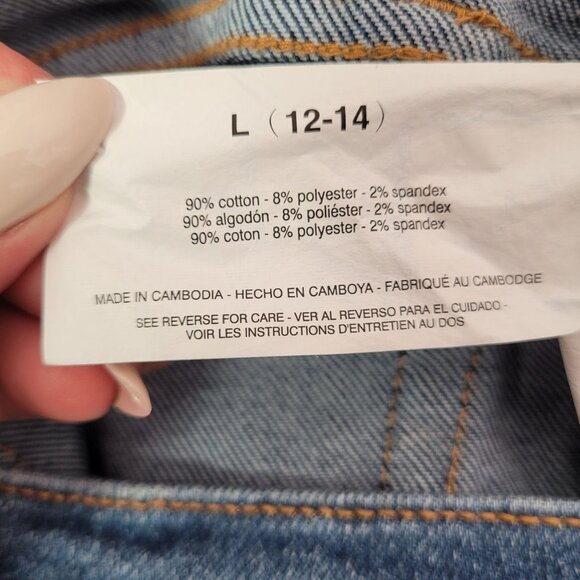 L (12-14)
90% cotton - 8% polyester - 2% spandex
90% algodón - 8% poliéster - 2% spandex
90% coton - 8% polyester - 2% spandex
MADE IN CAMBODIA - HECHO EN CAMBOYA - FABRIQUÉ AU CAMBODGE
SEE REVERSE FOR CARE - VER AL REVERSO PARA EL CUIDADO -
VOIR LES INSTRUCTIONS D'ENTRETIEN AU DOS